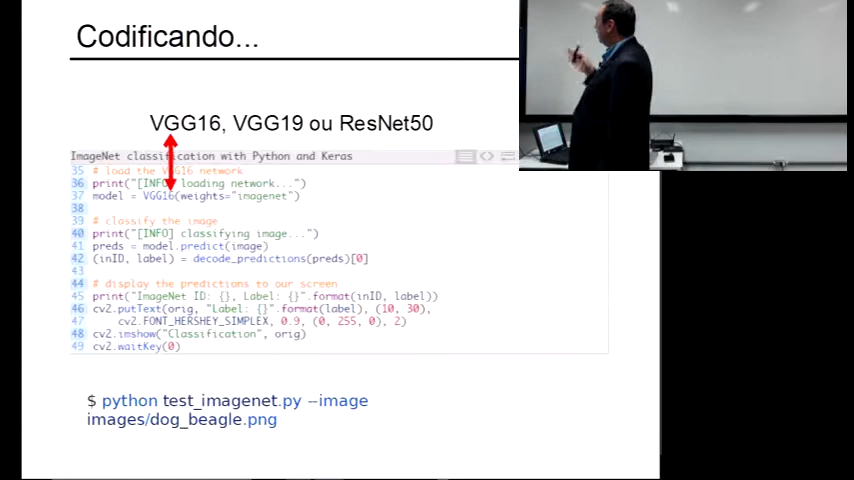 Codificando...
VGG16, VGG19 ou ResNet50
ImageNet classification with Python and Keras
35 # load the VGG16 network
36 print("[INFO] loading network...")
37 model = VGG16(weights="imagenet")
38
39 # classify the image
40 print("[INFO] classifying image...")
41 preds = model.predict(image)
42 (inID, label) = decode_predictions(preds)[0]
43
44 # display the predictions to our screen
45 print("ImageNet ID: {}, Label: {}".format(inID, label))
46 cv2.putText(orig, "Label: {}".format(label), (10, 30),
47 cv2.FONT_HERSHEY_SIMPLEX, 0.9, (0, 255, 0), 2)
48 cv2.imshow("Classification", orig)
49 cv2.waitKey(0)
$ python test_imagenet.py --image
images/dog_beagle.png